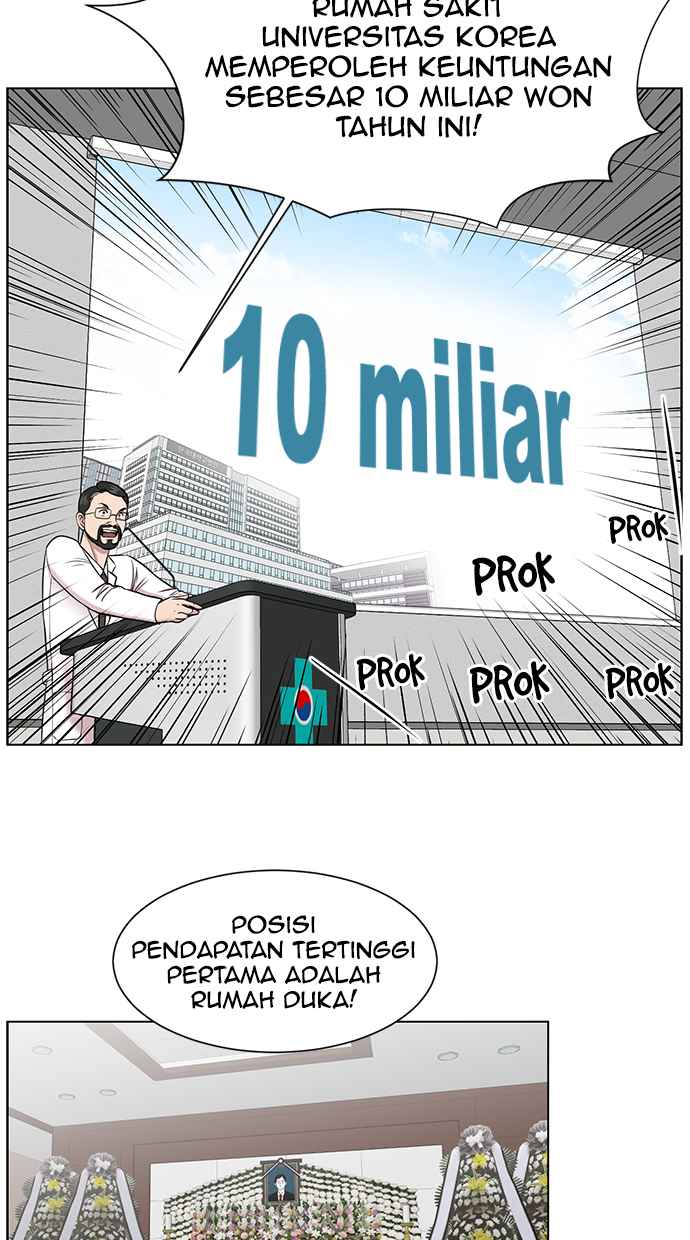 RUMAH SAKIT
UNIVERSITAS KOREA
MEMPEROLEH KEUNTUNGAN
SEBESAR 10 MILIAR WON
TAHUN INI!
10 miliar
PROK
PROK
PROK
PROK
PROK
POSISI
PENDAPATAN TERTINGGI
PERTAMA ADALAH
RUMAH DUKA!